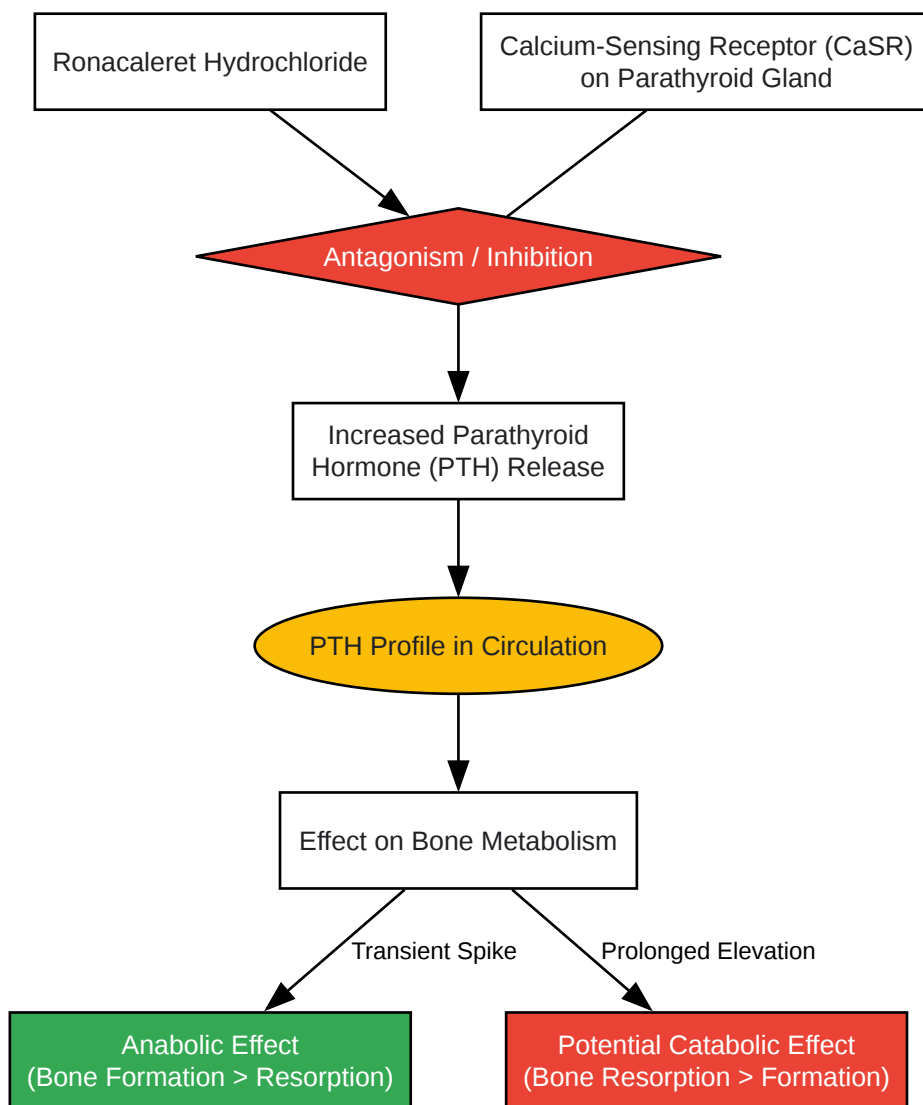 Ronacaleret Hydrochloride
Calcium-Sensing Receptor (CaSR)
on Parathyroid Gland
Antagonism / Inhibition
Increased Parathyroid
Hormone (PTH) Release
PTH Profile in Circulation
Effect on Bone Metabolism
Transient Spike
Prolonged Elevation
Anabolic Effect
(Bone Formation > Resorption)
Potential Catabolic Effect
(Bone Resorption > Formation)